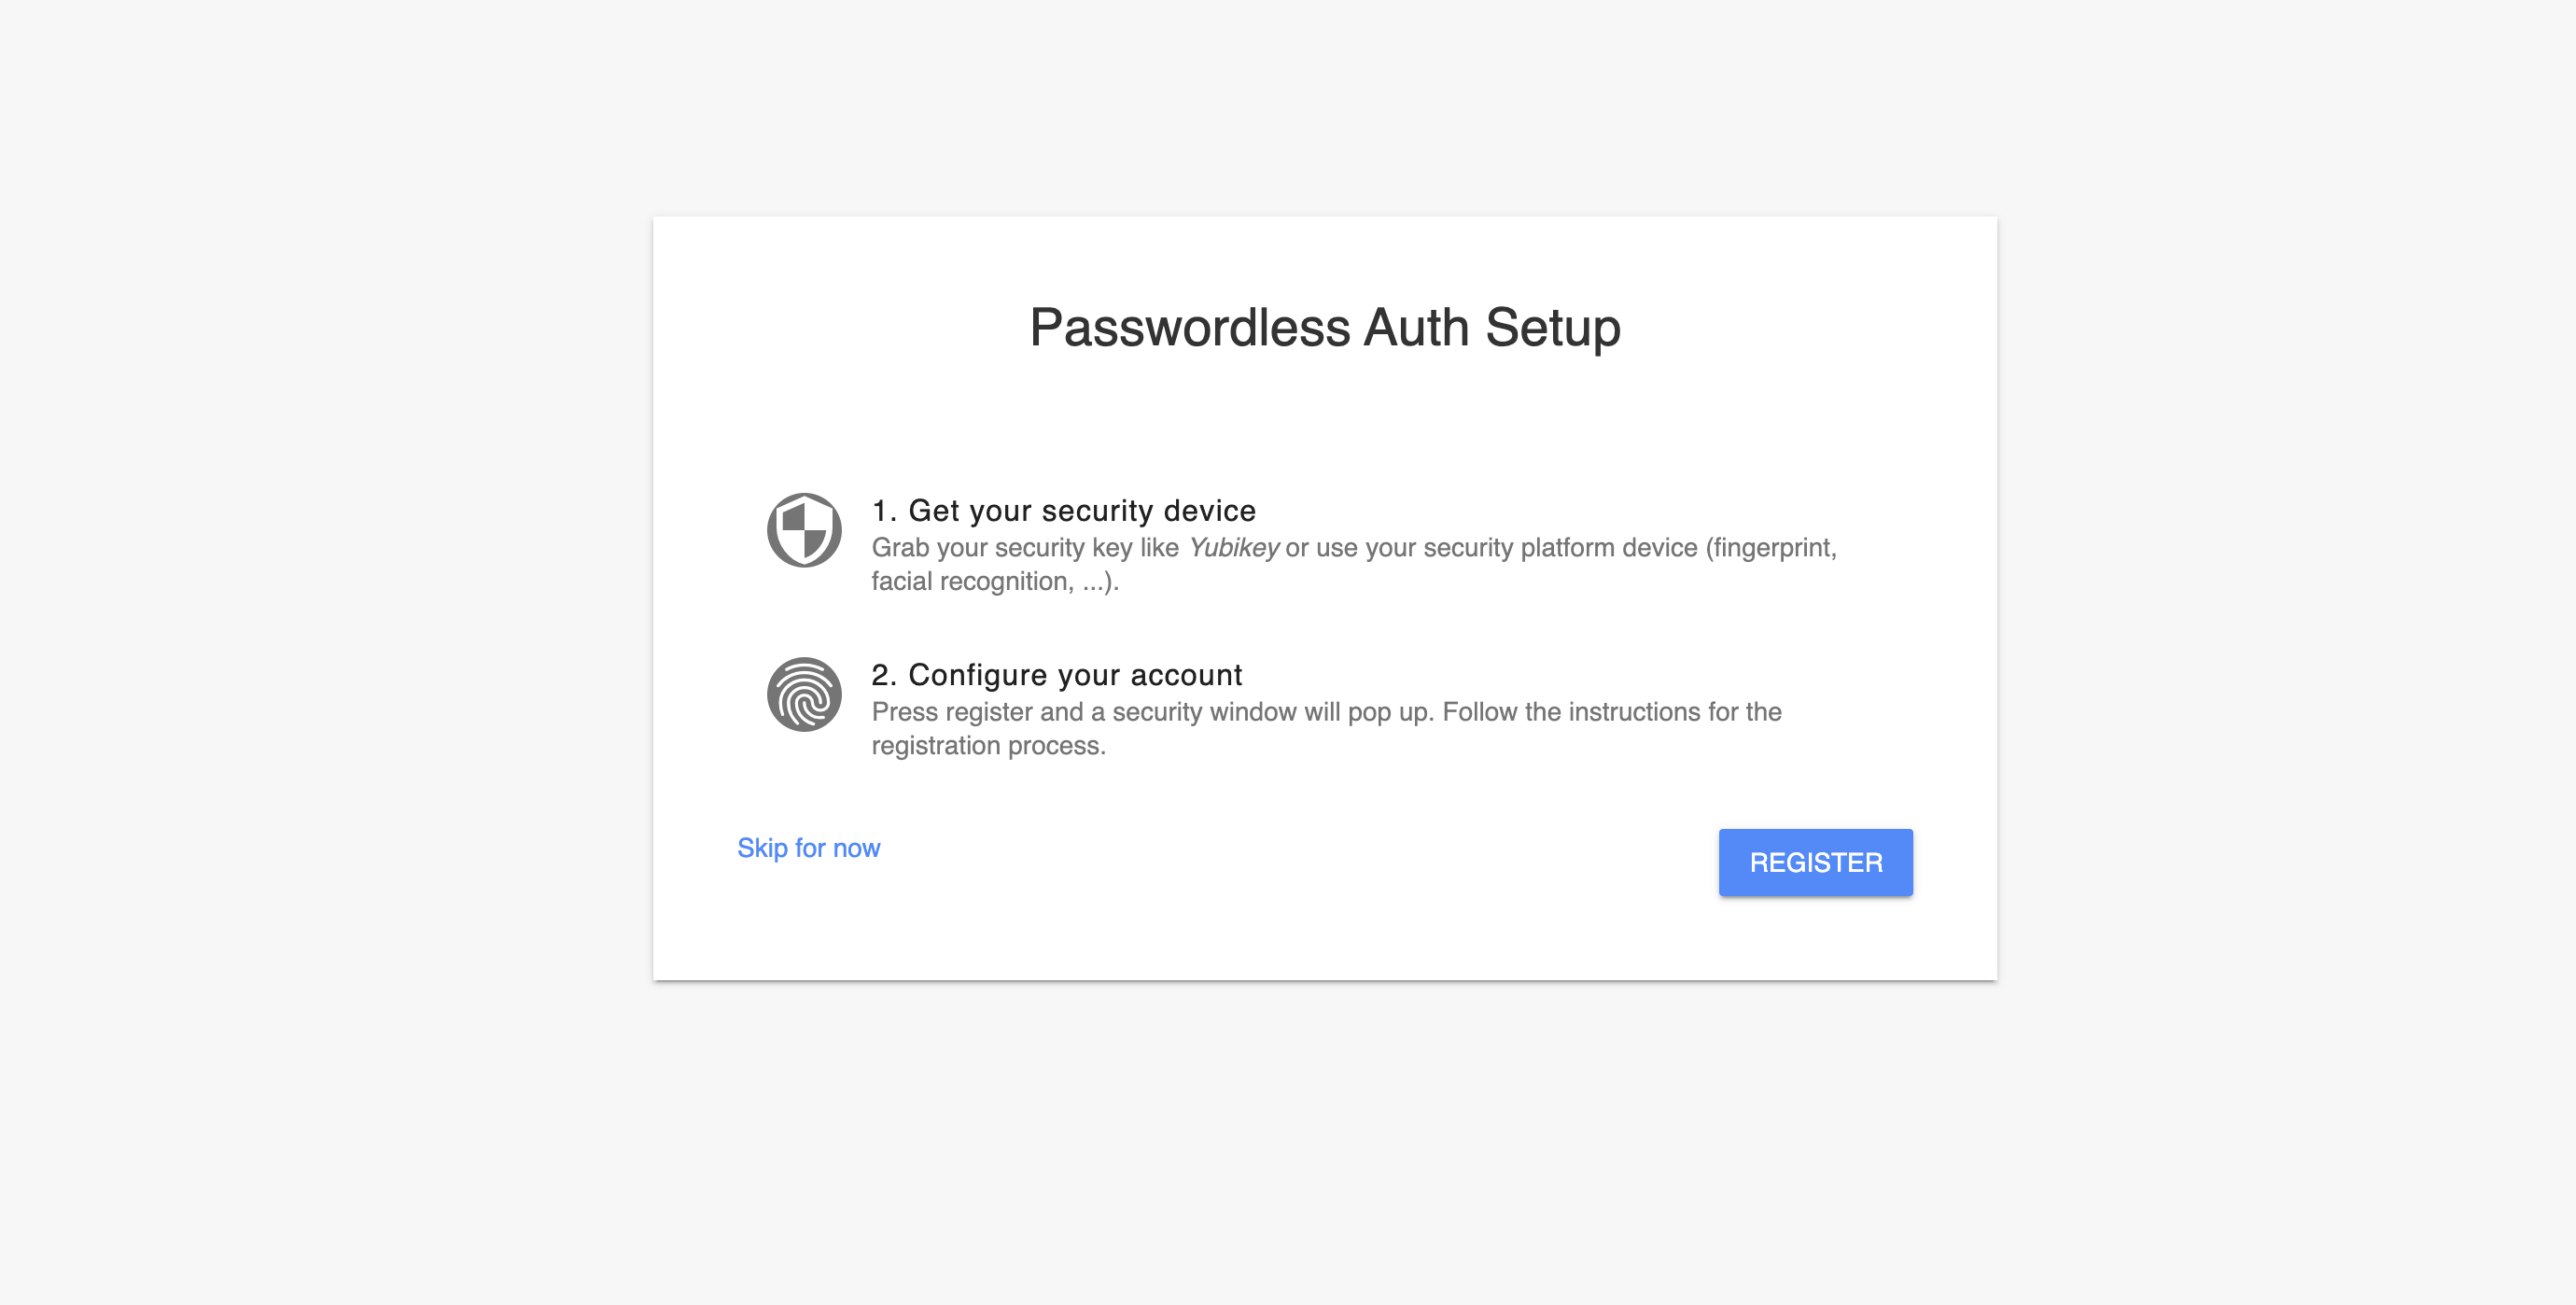 Passwordless Auth Setup
1. Get your security device
Grab your security key like Yubikey or use your security platform device (fingerprint,
facial recognition, ...).
2. Configure your account
Press register and a security window will pop up. Follow the instructions for the
registration process.
Skip for now
REGISTER